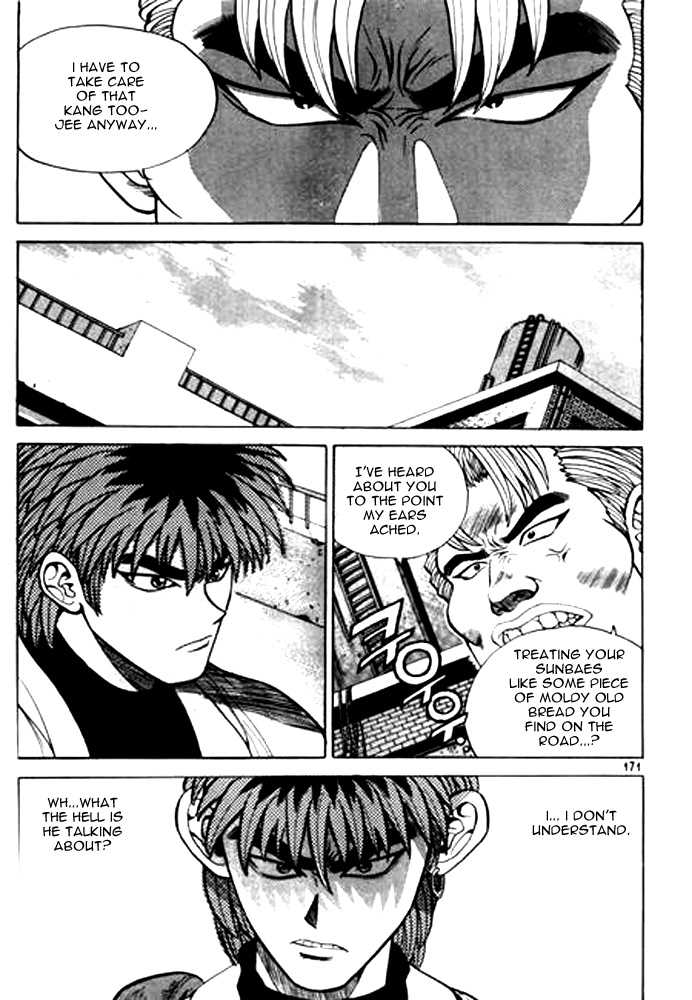 I HAVE TO
TAKE CARE
OF THAT
KANG TOO-
JEE ANYWAY...
I'VE HEARD
ABOUT YOU
TO THE POINT
MY EARS
ACHED.
TREATING YOUR
SUNBAES
LIKE SOME PIECE
OF MOLDY OLD
BREAD YOU
FIND ON THE
ROAD...?
171
WH...WHAT
THE HELL IS
HE TALKING
ABOUT?
I... I DON'T
UNDERSTAND.